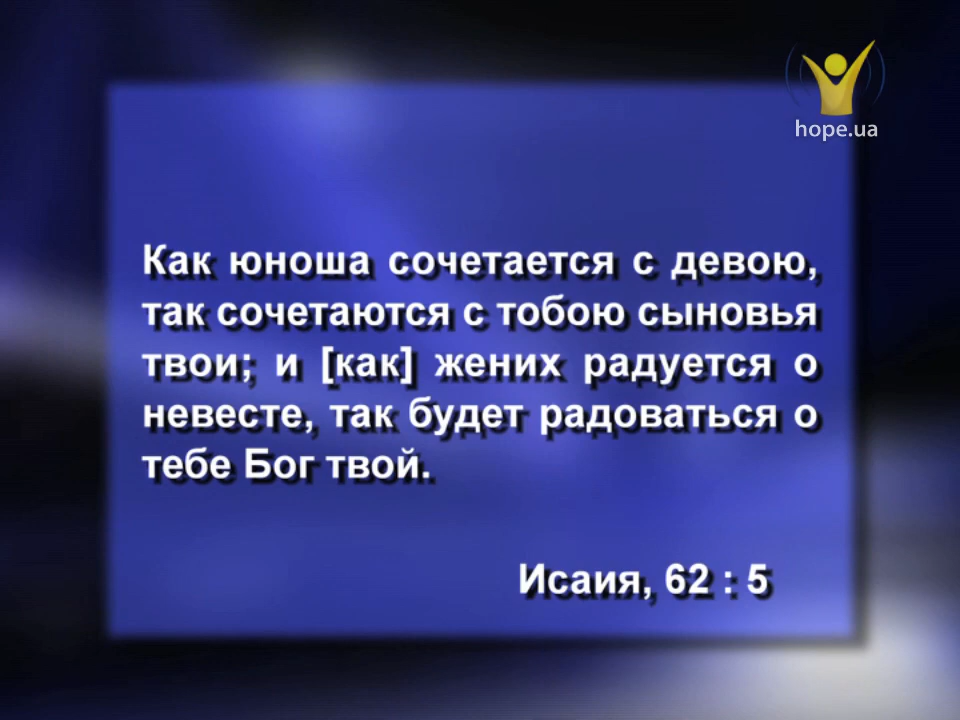 hope.ua
Как юноша сочетается с девою,
так сочетаются с тобою сыновья
твои; и [как] жених радуется о
невесте, так будет радоваться о
тебе Бог твой.
Исаия, 62 : 5